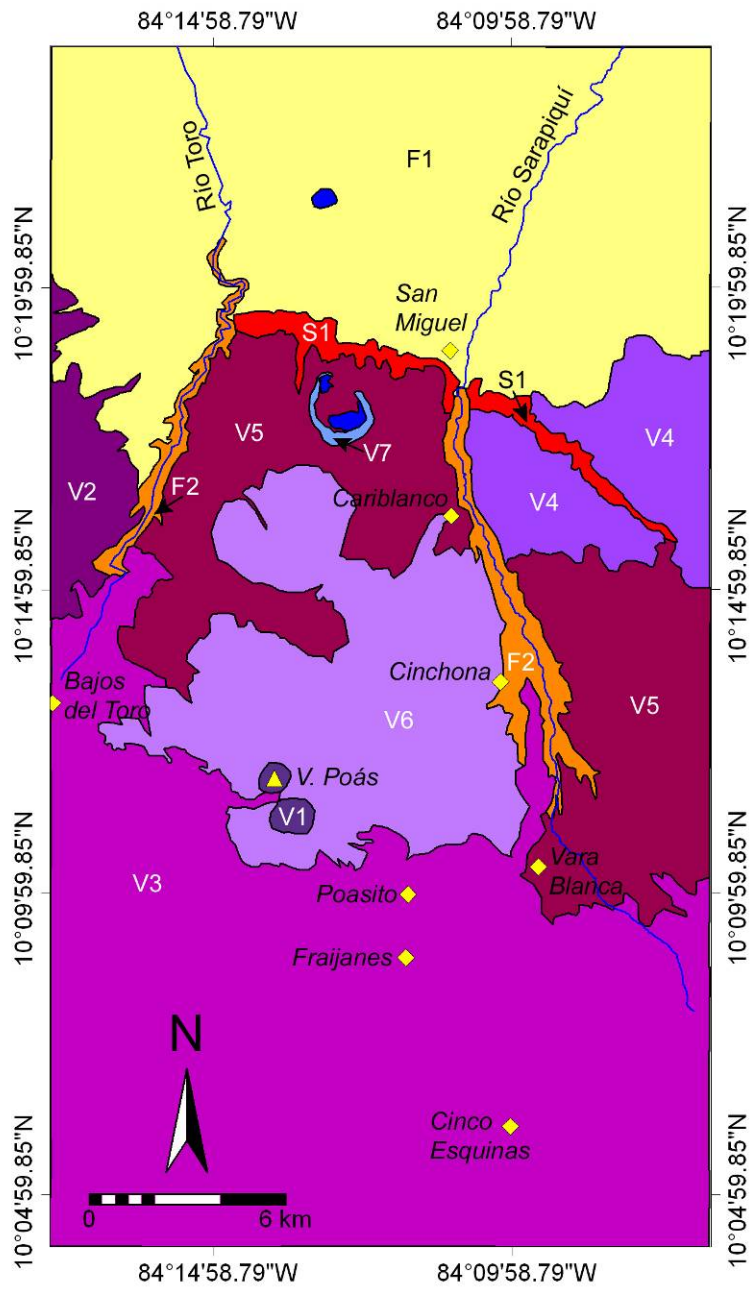 84°14'58.79"W
84°09'58.79"W
Río Toro
F1
Río Sarapiquí
10°19'59.85"N
10°19'59.85"N
San
Miguel
S1
S1
V5
V4
V7
V2
F2
Cariblanco
V4
10°14'59.85"N
10°14'59.85"N
Cinchona
F2
Bajos
del Toro
V6
V5
V. Poás
V1
Vara
Blanca
V3
Poasito
10°09'59.85"N
10°09'59.85"N
Fraijanes
N
Cinco
Esquinas
10°04'59.85"N
10°04'59.85"N
0
6 km
84°14'58.79"W
84°09'58.79"W